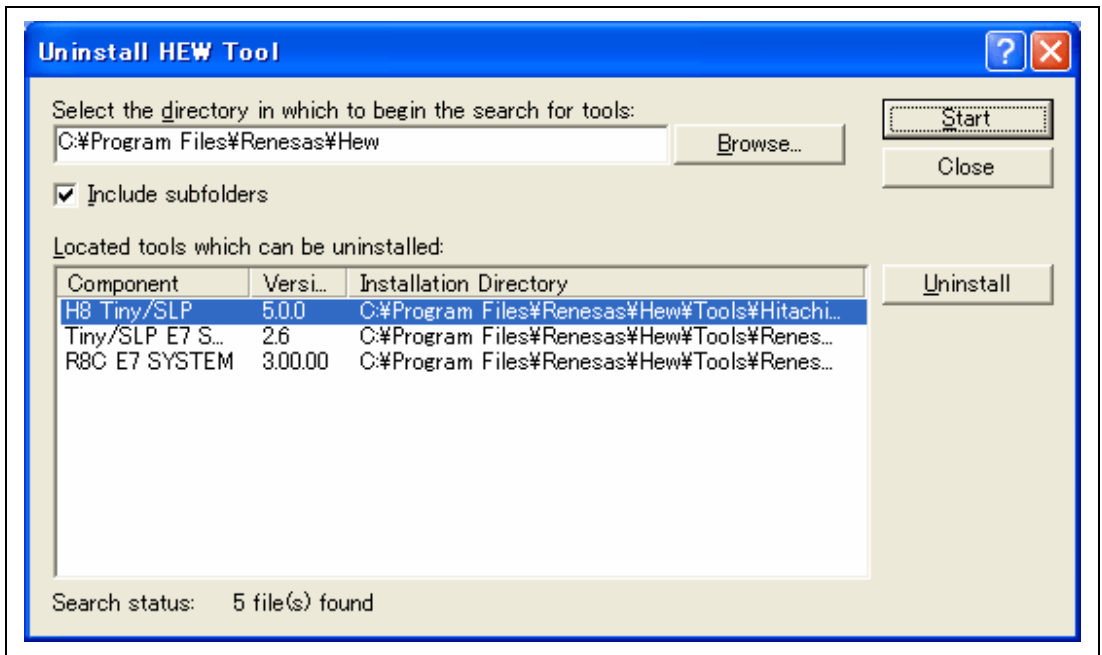 Uninstall HEW Tool
Select the directory in which to begin the search for tools:
Start
C:¥Program Files¥Renesas¥Hew
Browse...
Close
Include subfolders
Located tools which can be uninstalled:
Component Versi... Installation Directory
Uninstall
H8 Tiny/SLP 5.0.0 C:¥Program Files¥Renesas¥Hew¥Tools¥Hitachi...
Tiny/SLP E7 S... 2.6 C:¥Program Files¥Renesas¥Hew¥Tools¥Renes...
R8C E7 SYSTEM 3.00.00 C:¥Program Files¥Renesas¥Hew¥Tools¥Renes...
Search status: 5 file(s) found